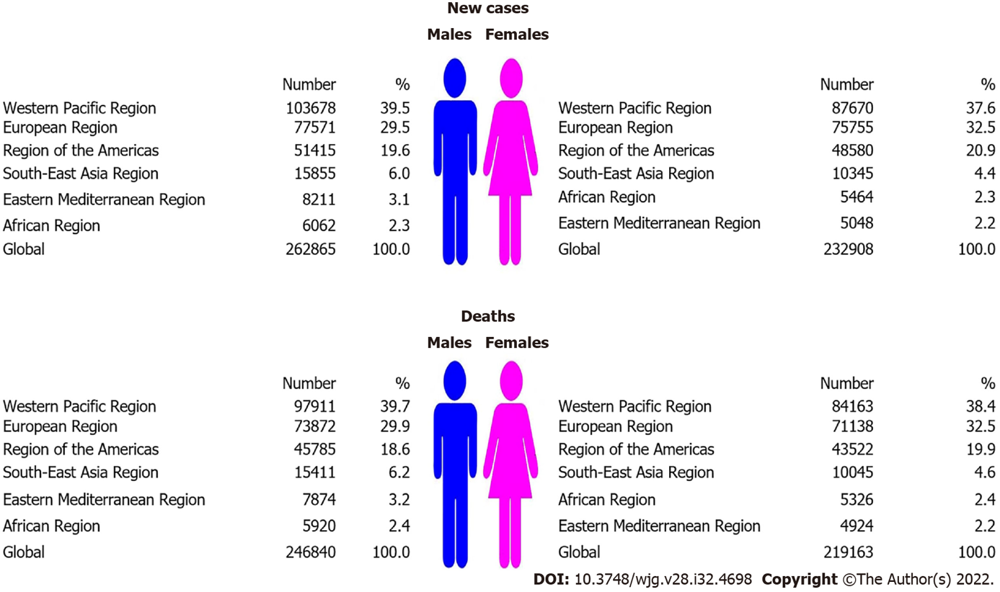 New cases
Males Females
Number % Number %
Western Pacific Region 103678 39.5 Western Pacific Region 87670 37.6
European Region 77571 29.5 European Region 75755 32.5
Region of the Americas 51415 19.6 Region of the Americas 48580 20.9
South-East Asia Region 15855 6.0 South-East Asia Region 10345 4.4
Eastern Mediterranean Region 8211 3.1 African Region 5464 2.3
African Region 6062 2.3 Eastern Mediterranean Region 5048 2.2
Global 262865 100.0 Global 232908 100.0
Deaths
Males Females
Number % Number %
Western Pacific Region 97911 39.7 Western Pacific Region 84163 38.4
European Region 73872 29.9 European Region 71138 32.5
Region of the Americas 45785 18.6 Region of the Americas 43522 19.9
South-East Asia Region 15411 6.2 South-East Asia Region 10045 4.6
Eastern Mediterranean Region 7874 3.2 African Region 5326 2.4
African Region 5920 2.4 Eastern Mediterranean Region 4924 2.2
Global 246840 100.0 Global 219163 100.0
DOI: 10.3748/wjg.v28.i32.4698 Copyright ©The Author(s) 2022.